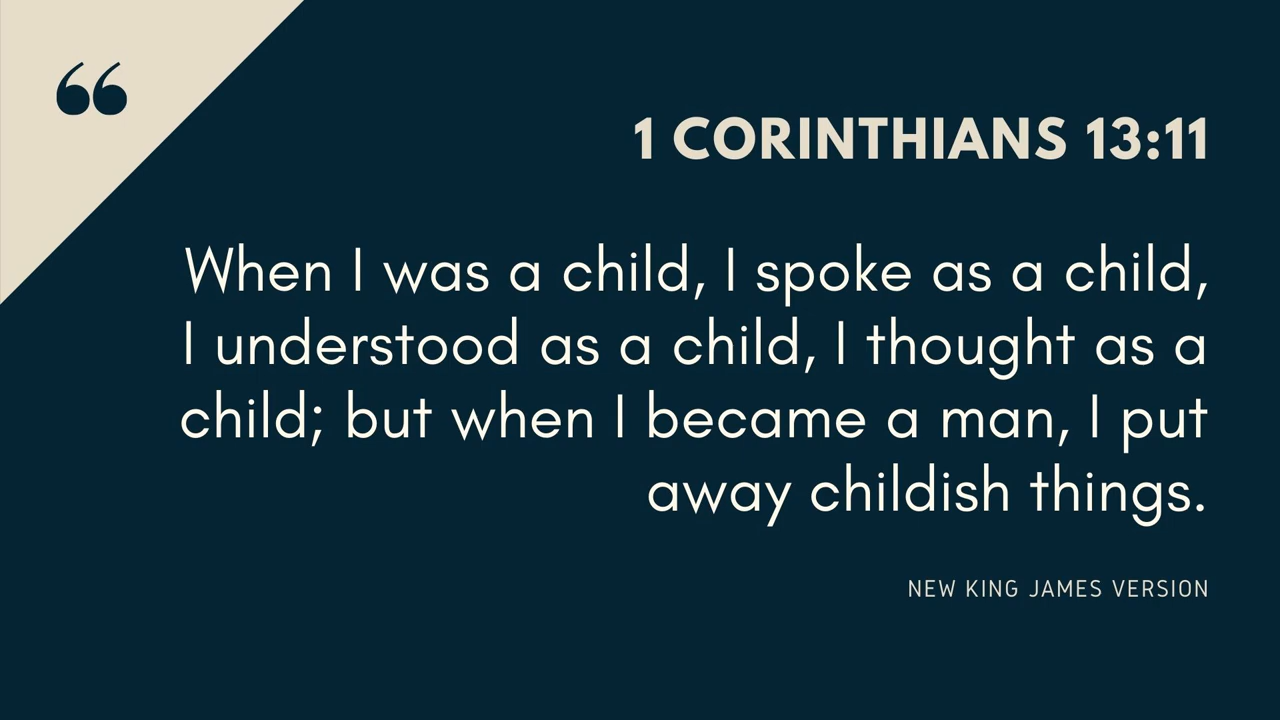 “
1 CORINTHIANS 13:11
When I was a child, I spoke as a child,
I understood as a child, I thought as a
child; but when I became a man, I put
away childish things.
NEW KING JAMES VERSION